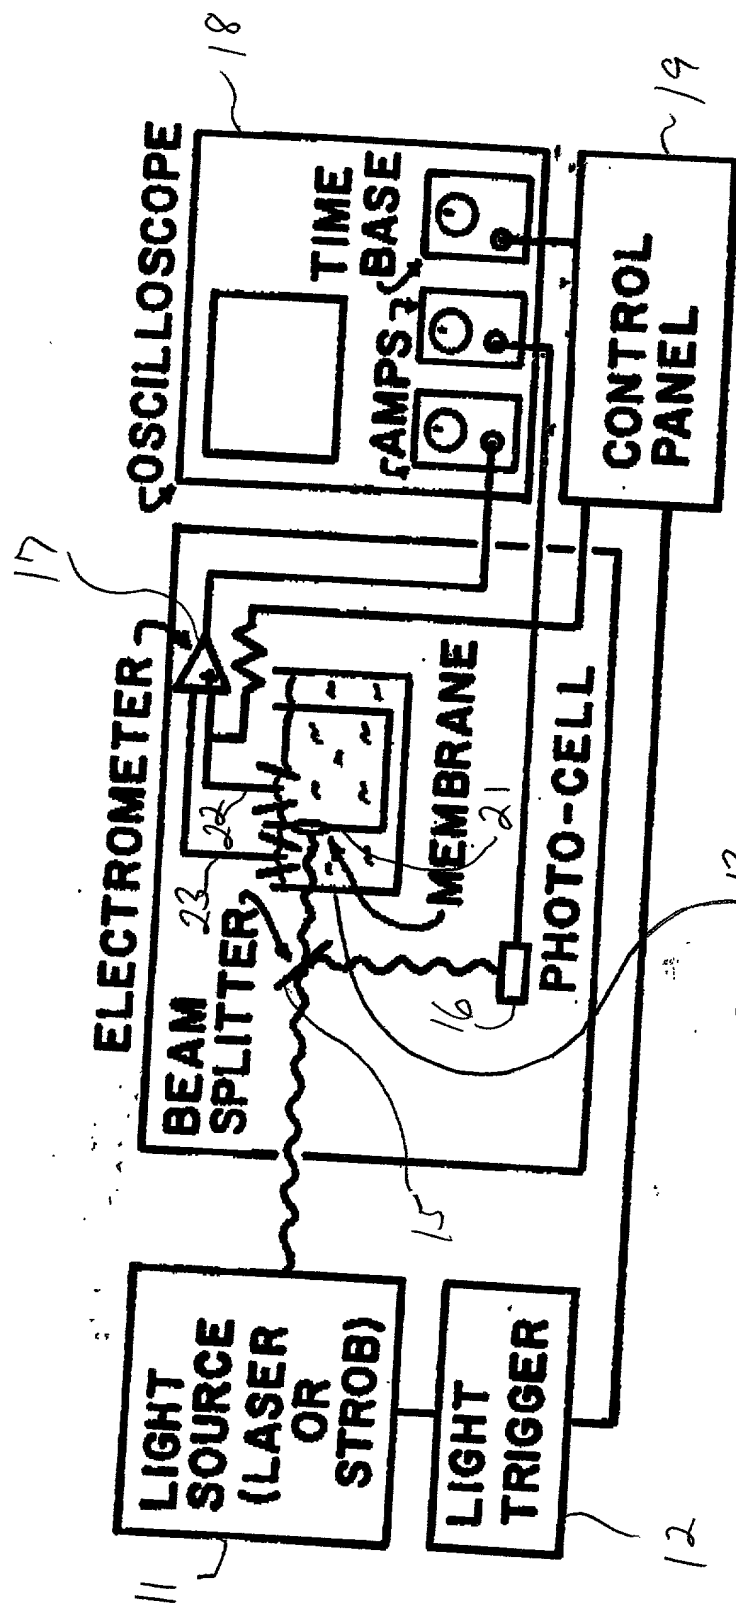 11
LIGHT
SOURCE
(LASER
OR
STROB)
LIGHT
TRIGGER
12
ELECTROMETER
17
BEAM
SPLITTER
23
22
15
16
MEMBRANE
21
PHOTO-CELL
OSCILLOSCOPE
18
TIME
BASE
AMPS
CONTROL
PANEL
19